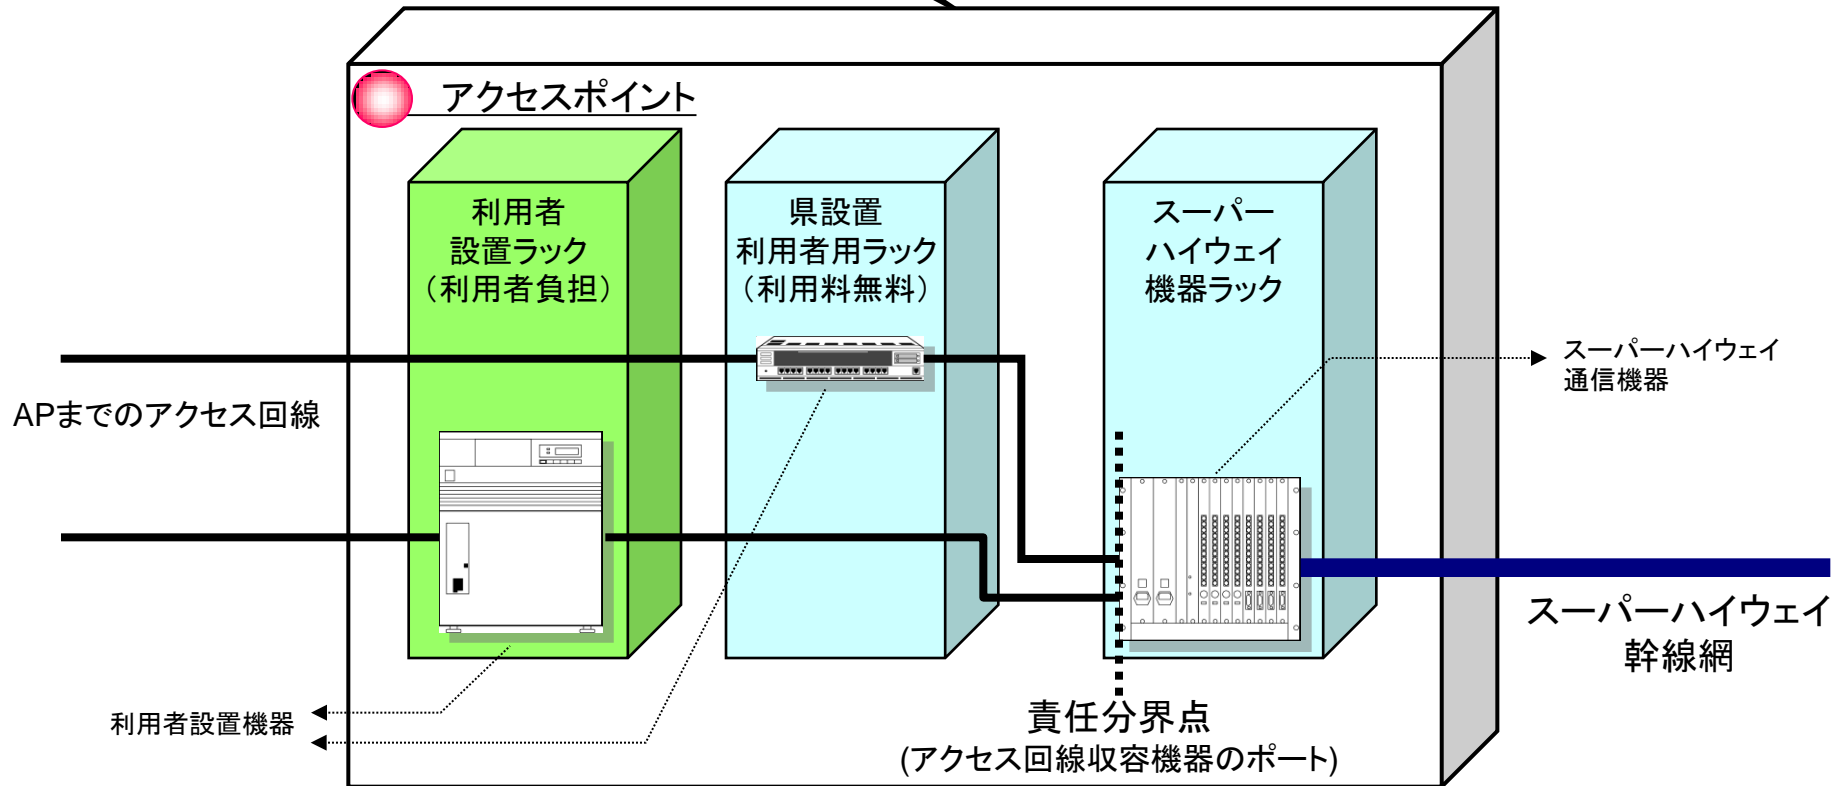 アクセスポイント
利用者
設置ラック
（利用者負担）
県設置
利用者用ラック
（利用料無料）
スーパー
ハイウェイ
機器ラック
スーパーハイウェイ
通信機器
APまでのアクセス回線
スーパーハイウェイ
幹線網
利用者設置機器
責任分界点
(アクセス回線収容機器のポート)